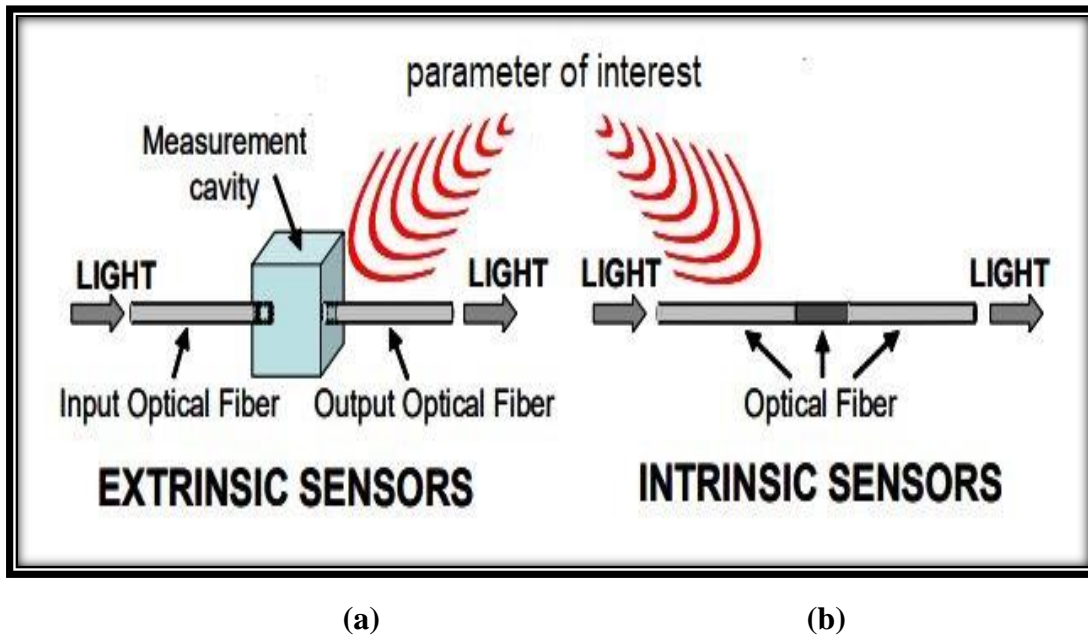 parameter of interest
Measurement
cavity
LIGHT
LIGHT
LIGHT
LIGHT
Input Optical Fiber
Output Optical Fiber
Optical Fiber
EXTRINSIC SENSORS
INTRINSIC SENSORS
(a)
(b)